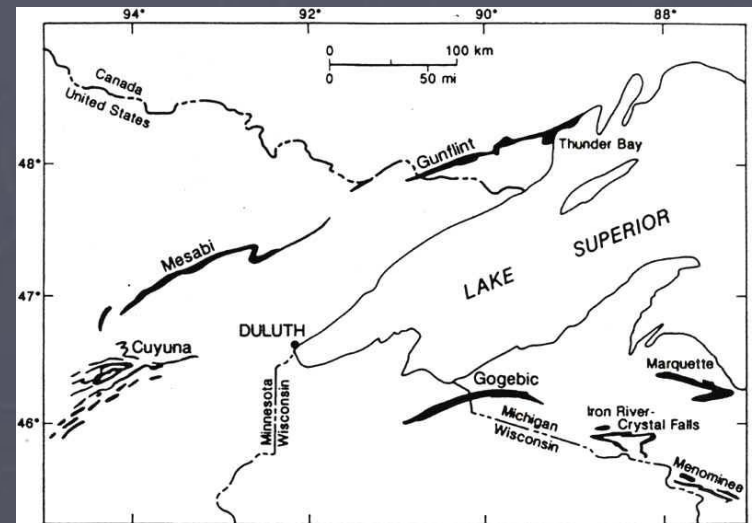 94° 92° 90° 88°
0 100 km
0 50 mi
Canada
United States
48°
Gunflint
Thunder Bay
Mesabi
LAKE SUPERIOR
47°
DULUTH
Cuyuna
Marquette
Gogebic
46°
Minnesota
Wisconsin
Michigan
Wisconsin
Iron River-
Crystal Falls
Menominee